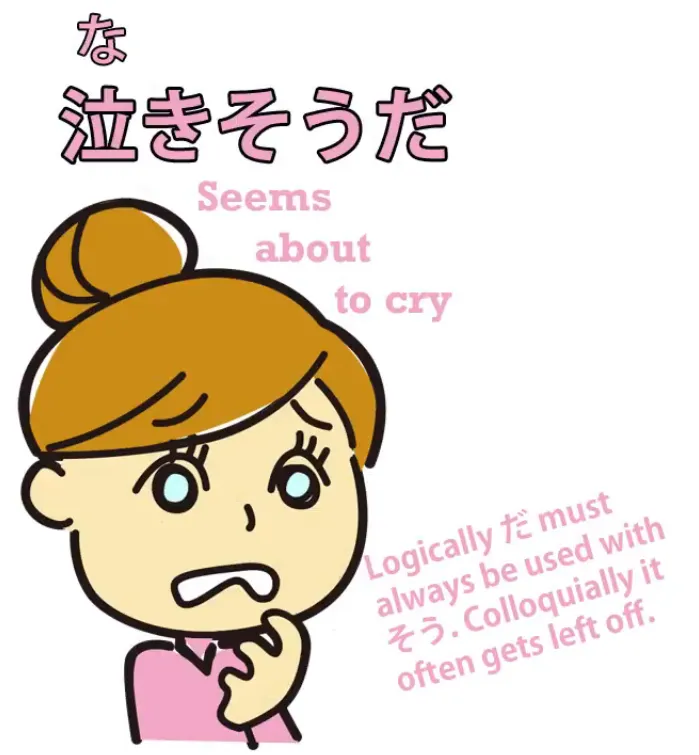 な
泣きそうだ
Seems
about
to cry
Logically だ must
always be used with
そう. Colloquially it
often gets left off.